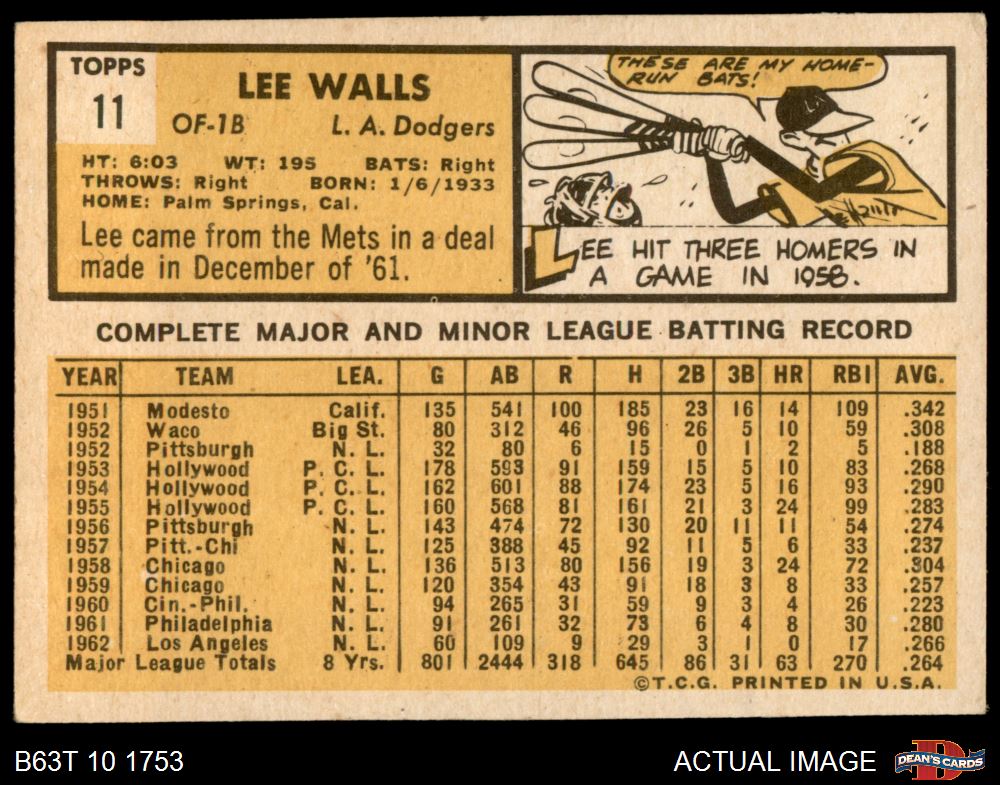 TOPPS
11
LEE WALLS
OF-1B L. A. Dodgers
HT: 6:03 WT: 195 BATS: Right
THROWS: Right BORN: 1/6/1933
HOME: Palm Springs, Cal.
Lee came from the Mets in a deal
made in December of '61.
THESE ARE MY HOME-
RUN BATS!
LEE HIT THREE HOMERS IN
A GAME IN 1958.
COMPLETE MAJOR AND MINOR LEAGUE BATTING RECORD
YEAR TEAM LEA. G AB R H 2B 3B HR RBI AVG.
1951 Modesto Calif. 135 541 100 185 23 16 14 109 .342
1952 Waco Big St. 80 312 46 96 26 5 10 59 .308
1952 Pittsburgh N. L. 32 80 6 15 0 1 2 5 .188
1953 Hollywood P. C. L. 178 593 91 159 15 5 10 83 .268
1954 Hollywood P. C. L. 162 601 88 174 23 5 16 93 .290
1955 Hollywood P. C. L. 160 568 81 161 21 3 24 99 .283
1956 Pittsburgh N. L. 143 474 72 130 20 11 11 54 .274
1957 Pitt.-Chi N. L. 125 388 45 92 11 5 6 33 .237
1958 Chicago N. L. 136 513 80 156 19 3 24 72 .304
1959 Chicago N. L. 120 354 43 91 18 3 8 33 .257
1960 Cin.-Phil. N. L. 94 265 31 59 9 3 4 26 .223
1961 Philadelphia N. L. 91 261 32 73 6 4 8 30 .280
1962 Los Angeles N. L. 60 109 9 29 3 1 0 17 .266
Major League Totals 8 Yrs. 801 2444 318 645 86 31 63 270 .264
©T.C.G. PRINTED IN U.S.A.
B63T 10 1753 ACTUAL IMAGE DEAN'S CARDS